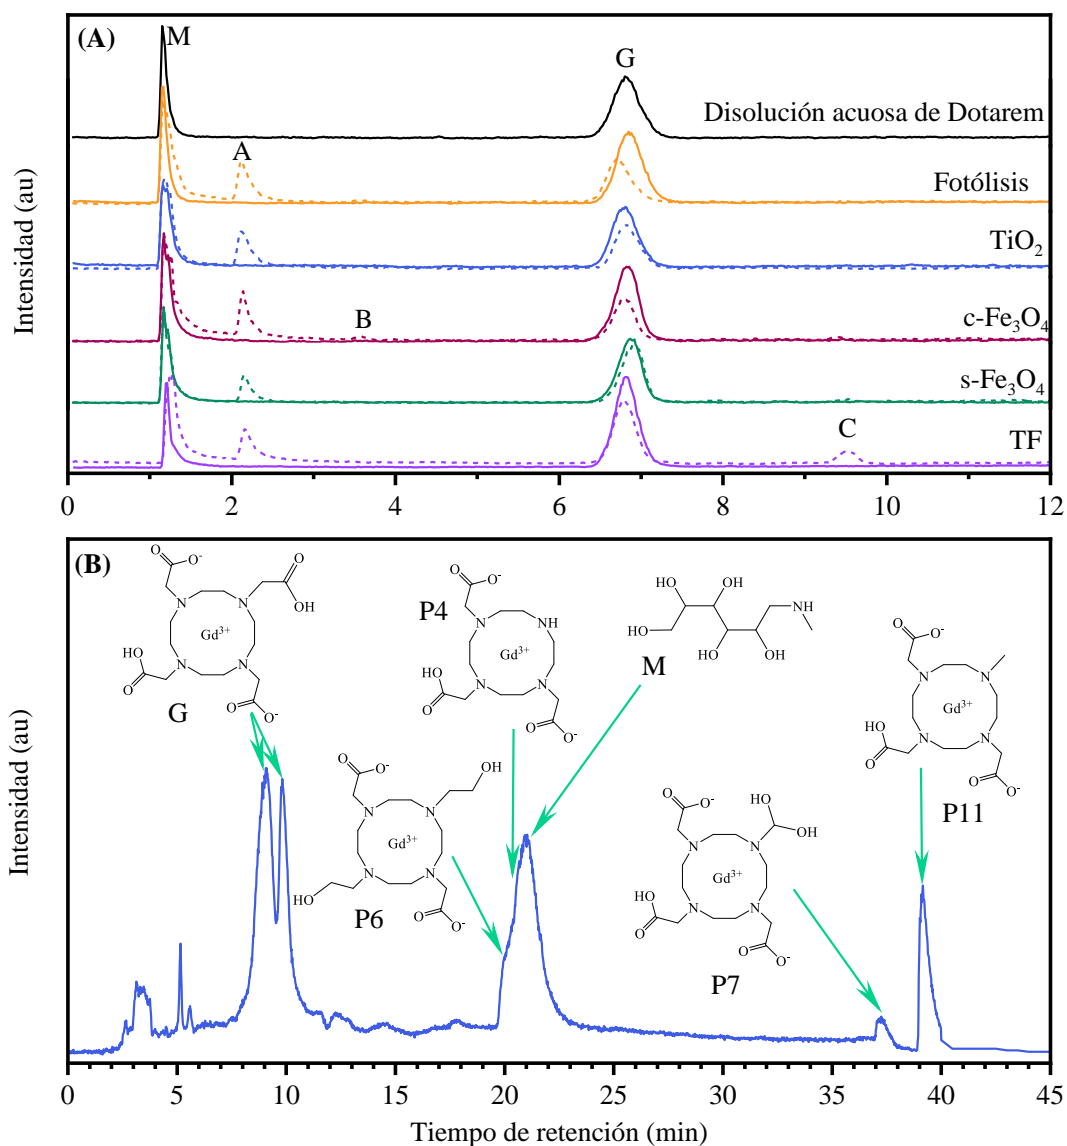 (A)
M
G
A
B
C
Disolución acuosa de Dotarem
Fotólisis
TiO₂
c-Fe₃O₄
s-Fe₃O₄
TF
Intensidad (au)
0 2 4 6 8 10 12
(B)
O
O⁻
N
N
N
N
Gd³⁺
O
OH
HO
O
O
O⁻
G
P4
O
O⁻
N
NH
Gd³⁺
HO
O
N
N
O
O⁻
HO
OH
OH
NH
HO
OH
OH
M
O⁻
O
N
N
Gd³⁺
HO
O
N
N
O
O⁻
P11
O
O⁻
OH
N
N
Gd³⁺
N
N
HO
O
O⁻
P6
O
O⁻
HO
OH
N
N
Gd³⁺
HO
O
N
N
O
O⁻
P7
Intensidad (au)
0 5 10 15 20 25 30 35 40 45
Tiempo de retención (min)